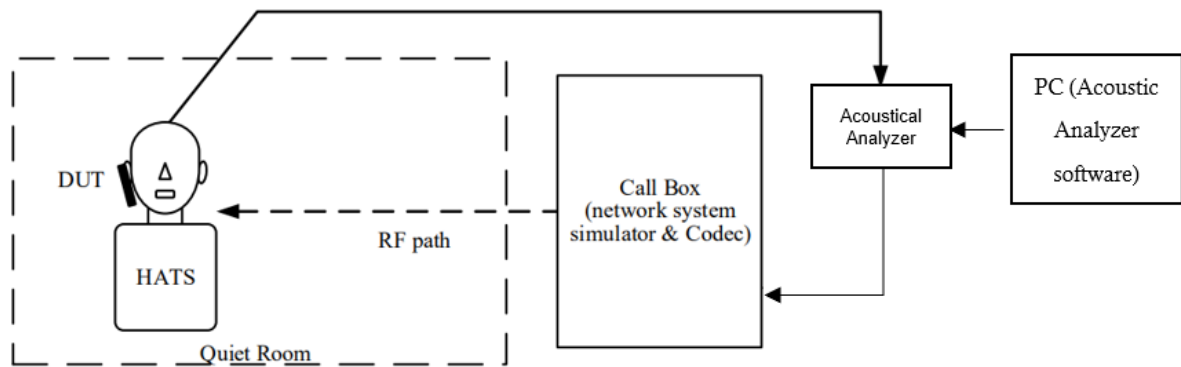 DUT
HATS
Quiet Room
RF path
Call Box
(network system
simulator & Codec)
Acoustical
Analyzer
PC (Acoustic
Analyzer
software)